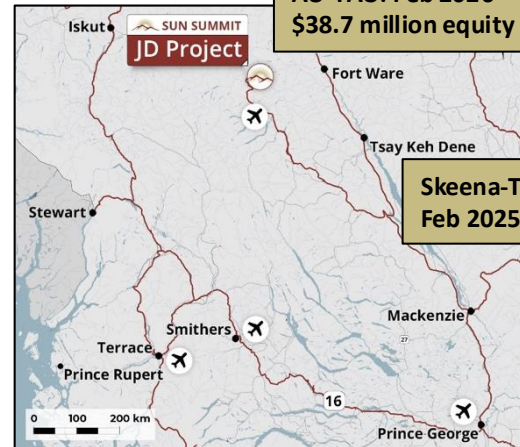 $38.7 million equity
SUN SUMMIT
JD Project
Iskut
Fort Ware
Tsay Keh Dene
Skeena-T
Feb 2025
Stewart
Mackenzie
Smithers
27
Terrace
Prince Rupert
16
0 100 200 km
Prince George